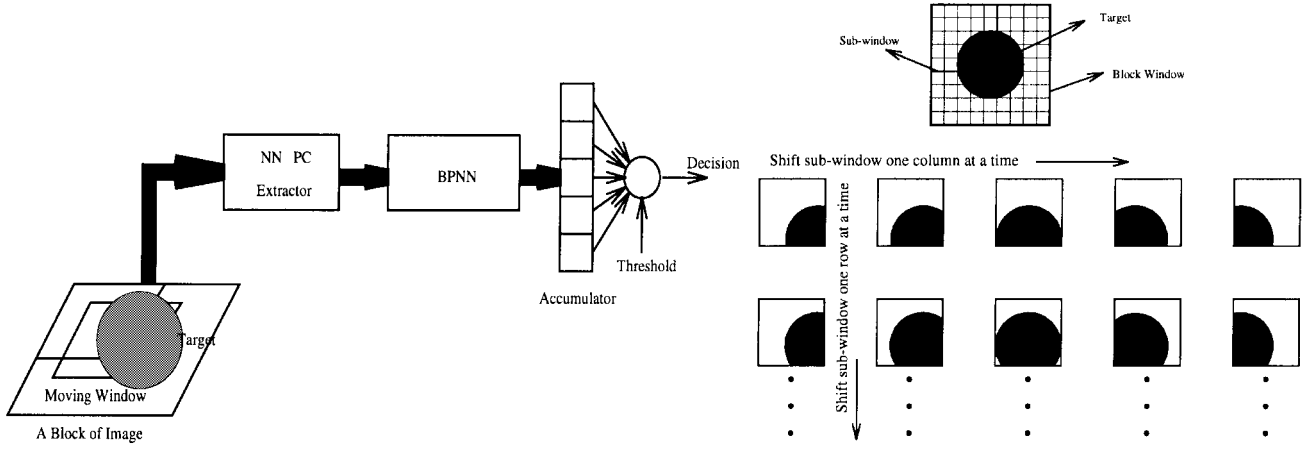 NN PC
Extractor
BPNN
Decision
Threshold
Accumulator
Target
Moving Window
A Block of Image
Sub-window
Target
Block Window
Shift sub-window one column at a time
Shift sub-window one row at a time